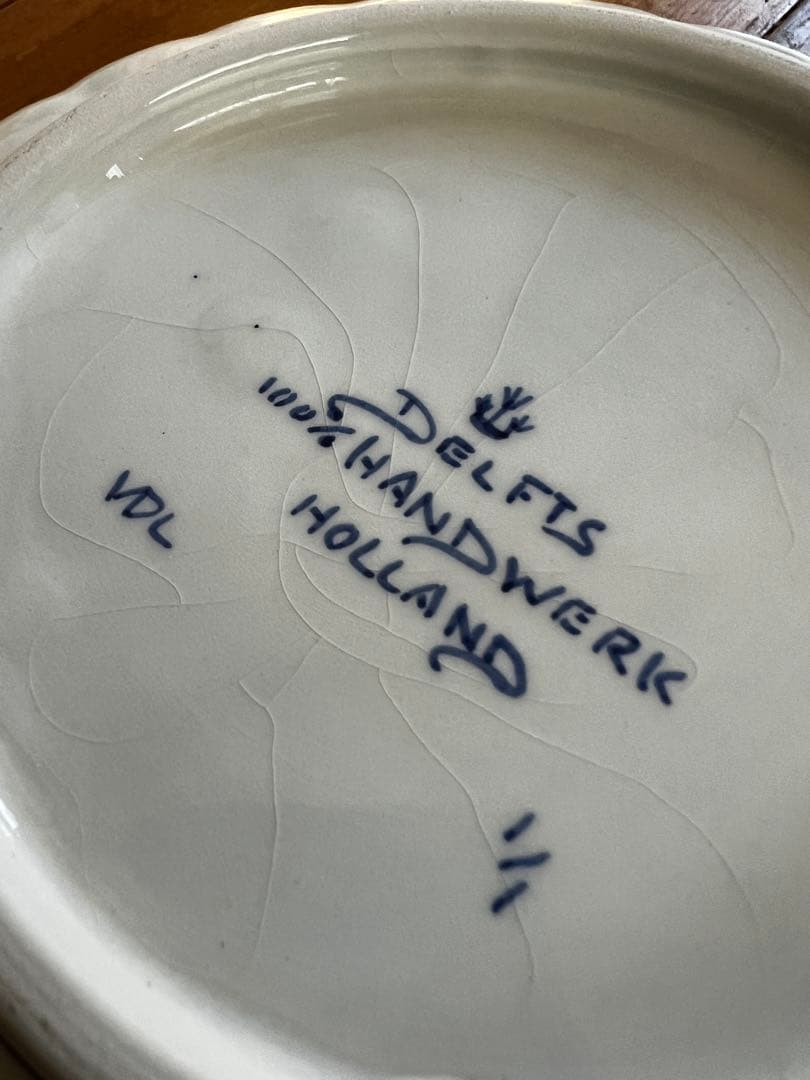 DELFTS
100% HANDWERK
HOLLAND
VDL
1/1